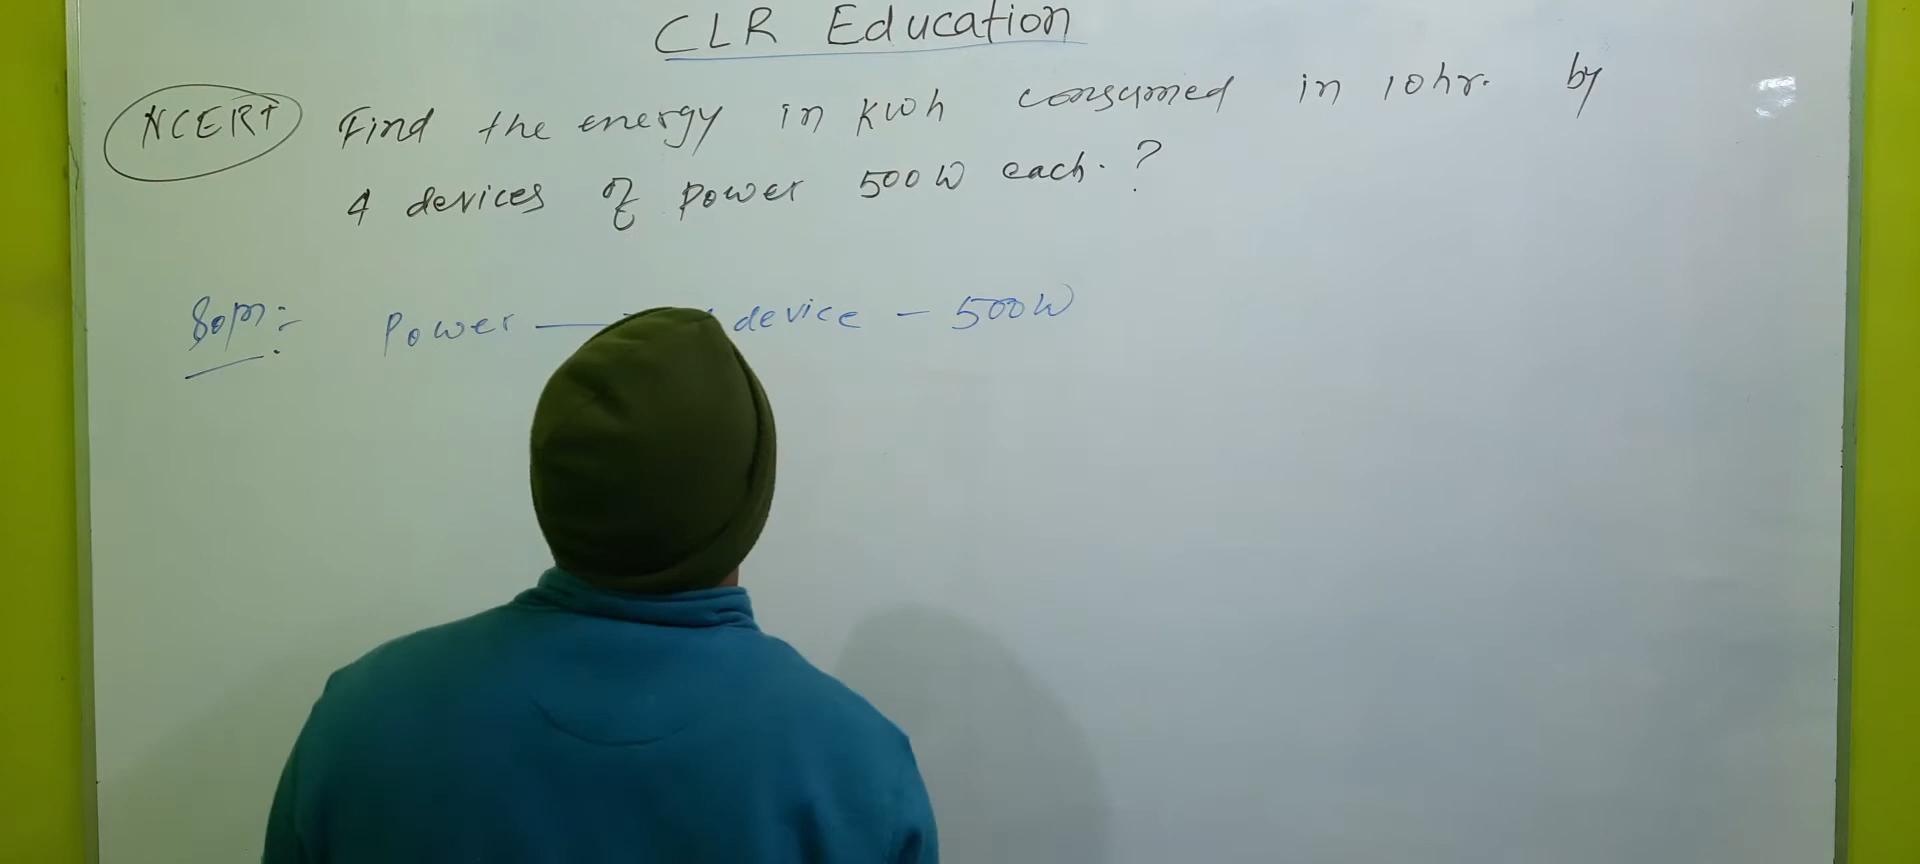 CLR Education
NCERT Find the energy in kwh consumed in 10hr. by
4 devices of power 500W each. ?
Soln:- Power — device - 500W